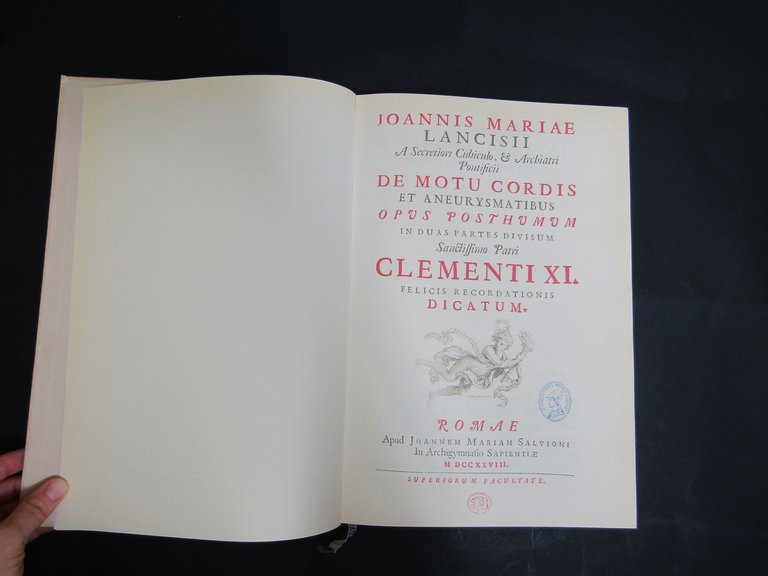 JOANNIS MARIAE
LANCISII
A Secretiori Cubiculo, & Archiatri
Pontificii
DE MOTU CORDIS
ET ANEURYSMATIBUS
OPUS POSTHUMUM
IN DUAS PARTES DIVISUM
Sanctissimo Patri
CLEMENTI XI.
FELICIS RECORDATIONIS
DICATUM.
ROMAE
Apud JOANNEM MARIAM SALVIONI
In Archigymnasio SAPIENTIÆ
M DCCXXVIII.
SUPERIORUM FACULTATE.